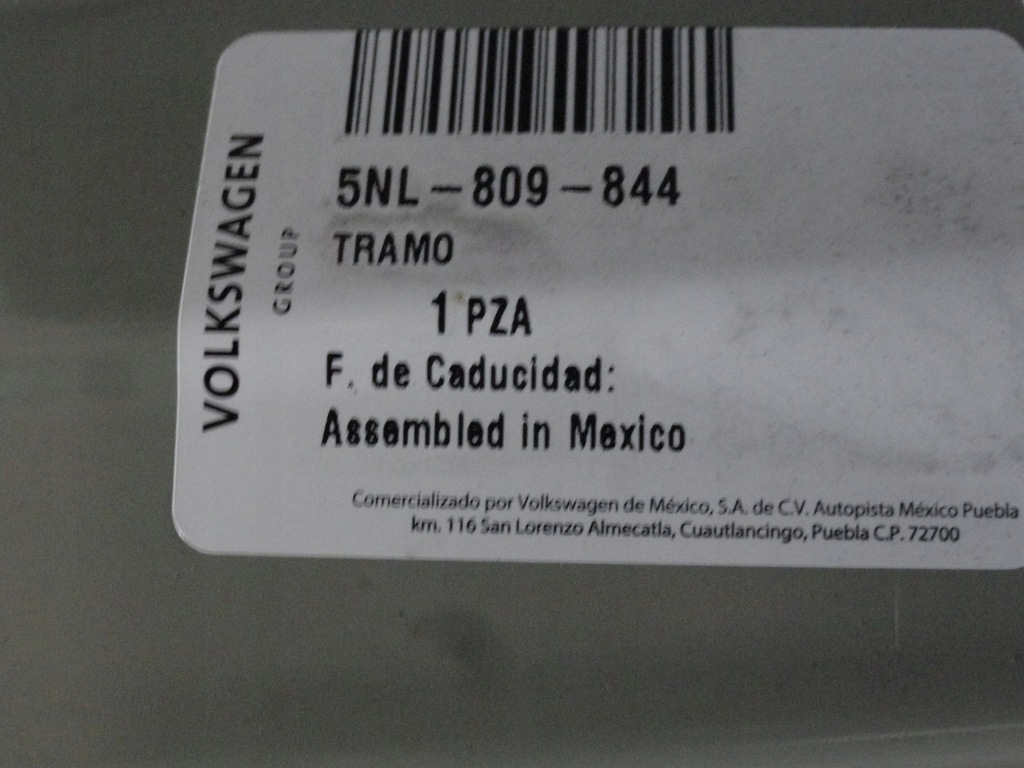 VOLKSWAGEN
GROUP
5NL-809-844
TRAMO
1 PZA
F. de Caducidad:
Assembled in Mexico
Comercializado por Volkswagen de México, S.A. de C.V. Autopista México Puebla
km. 116 San Lorenzo Almecatla, Cuautlancingo, Puebla C.P. 72700